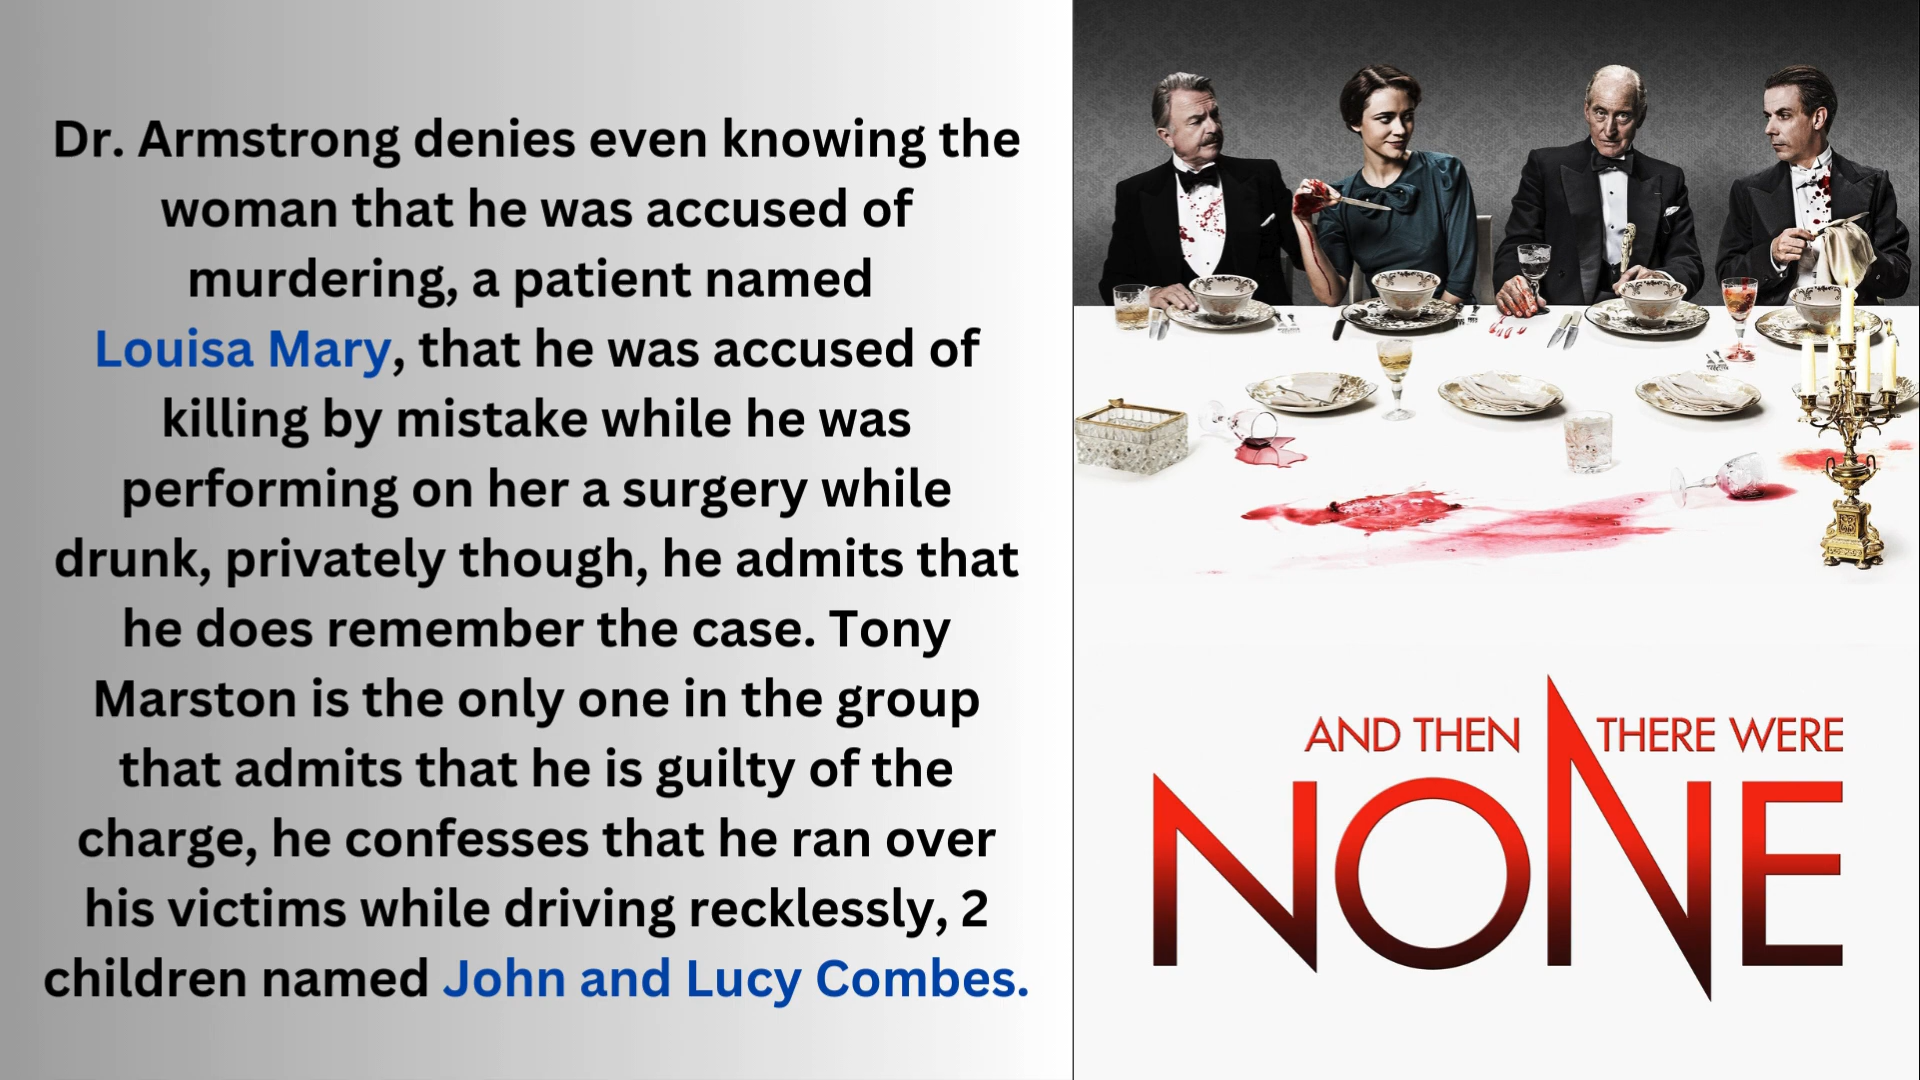 Dr. Armstrong denies even knowing the
woman that he was accused of
murdering, a patient named
Louisa Mary, that he was accused of
killing by mistake while he was
performing on her a surgery while
drunk, privately though, he admits that
he does remember the case. Tony
Marston is the only one in the group
that admits that he is guilty of the
charge, he confesses that he ran over
his victims while driving recklessly, 2
children named John and Lucy Combes.
AND THEN THERE WERE
NONE